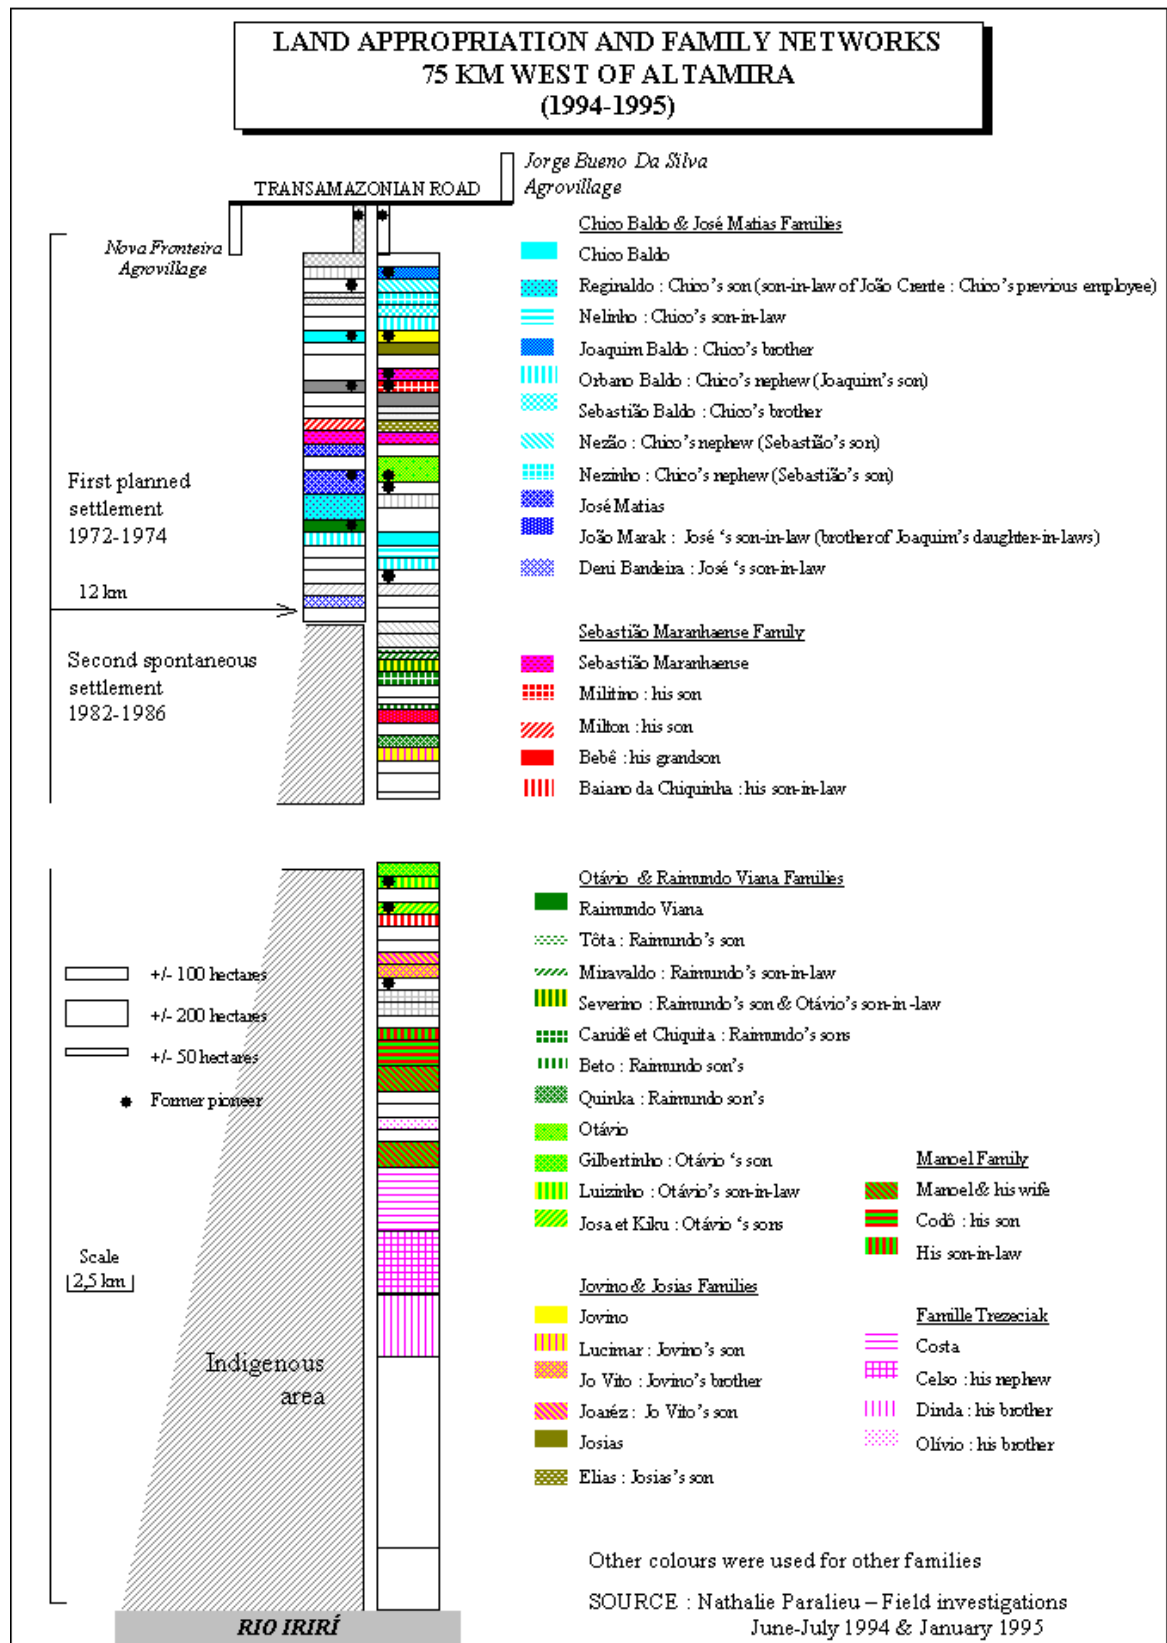 LAND APPROPRIATION AND FAMILY NETWORKS
75 KM WEST OF ALTAMIRA
(1994-1995)
Jorge Bueno Da Silva
Agrovillage
TRANSAMAZONIAN ROAD
Nova Fronteira
Agrovillage
First planned
settlement
1972-1974
12 km
Second spontaneous
settlement
1982-1986
Chico Baldo & José Matias Families
Chico Baldo
Reginaldo : Chico's son (son-in-law of João Crente : Chico's previous employee)
Nelinho : Chico's son-in-law
Joaquim Baldo : Chico's brother
Orbano Baldo : Chico's nephew (Joaquim's son)
Sebastião Baldo : Chico's brother
Nezão : Chico's nephew (Sebastião's son)
Nezinho : Chico's nephew (Sebastião's son)
José Matias
João Marak : José 's son-in-law (brother of Joaquim's daughter-in-laws)
Deni Bandeira : José 's son-in-law
Sebastião Maranhaense Family
Sebastião Maranhaense
Militino : his son
Milton : his son
Bebê : his grandson
Baiano da Chiquinha : his son-in-law
+/- 100 hectares
+/- 200 hectares
+/- 50 hectares
Former pioneer
Scale
2,5 km
Indigenous
area
Otávio & Raimundo Viana Families
Raimundo Viana
Tôta : Raimundo's son
Miravaldo : Raimundo's son-in-law
Severino : Raimundo's son & Otávio's son-in-law
Canidê et Chiquita : Raimundo's sons
Beto : Raimundo son's
Quinka : Raimundo son's
Otávio
Gilbertinho : Otávio 's son
Luizinho : Otávio's son-in-law
Josa et Kiku : Otávio 's sons
Manoel Family
Manoel & his wife
Codô : his son
His son-in-law
Jovino & Josias Families
Jovino
Lucimar : Jovino's son
Jo Vito : Jovino's brother
Joaréz : Jo Vito's son
Josias
Elias : Josias's son
Famille Trezeciak
Costa
Celso : his nephew
Dinda : his brother
Olívio : his brother
Other colours were used for other families
SOURCE : Nathalie Paralieu – Field investigations
June-July 1994 & January 1995
RIO IRIRÍ